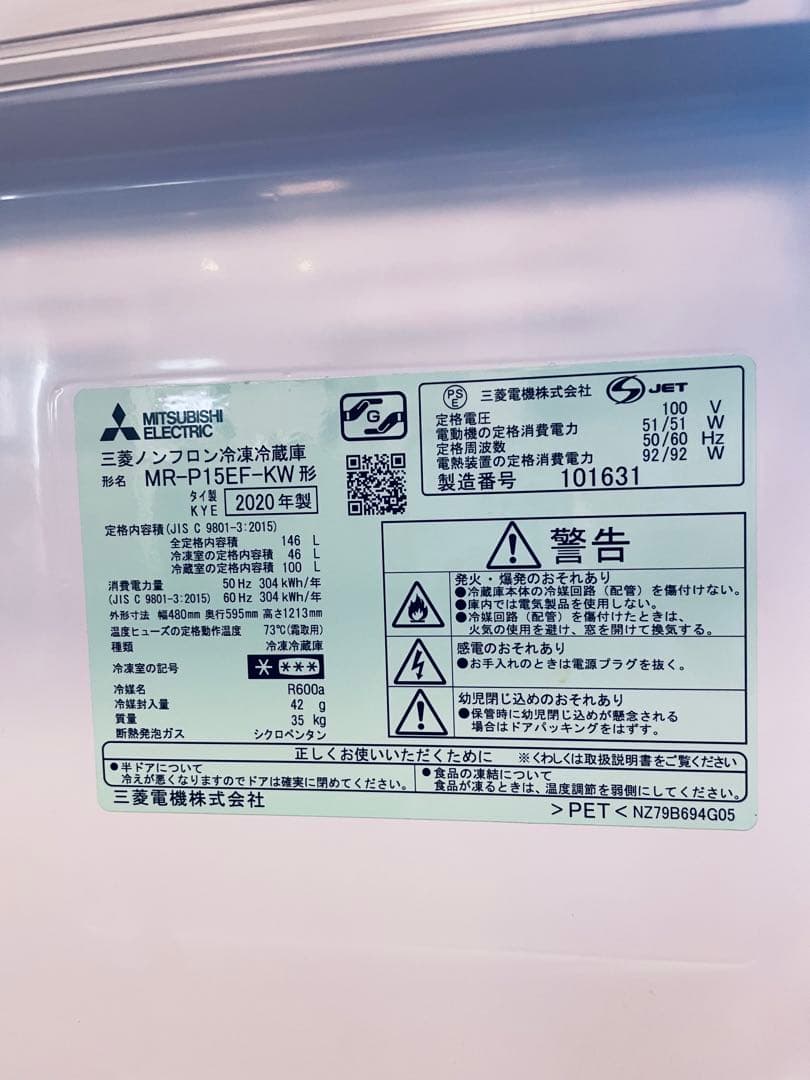 MITSUBISHI
ELECTRIC
G
三菱ノンフロン冷凍冷蔵庫
形名 MR-P15EF-KW形
タイ製
KYE 2020年製
定格内容積(JIS C 9801-3:2015)
全定格内容積 146 L
冷凍室の定格内容積 46 L
冷蔵室の定格内容積 100 L
消費電力量 50Hz 304kWh/年
(JIS C 9801-3:2015) 60Hz 304kWh/年
外形寸法 幅480mm 奥行595mm 高さ1213mm
温度ヒューズの定格動作温度 73℃(霜取用)
種類 冷凍冷蔵庫
冷凍室の記号 * ***
冷媒名 R600a
冷媒封入量 42 g
質量 35 kg
断熱発泡ガス シクロペンタン
PS
E 三菱電機株式会社 S JET
定格電圧 100 V
電動機の定格消費電力 51/51 W
定格周波数 50/60 Hz
電熱装置の定格消費電力 92/92 W
製造番号 101631
警告
発火・爆発のおそれあり
●冷蔵庫本体の冷媒回路(配管)を傷付けない。
●庫内では電気製品を使用しない。
●冷媒回路(配管)を傷付けたときは、
火気の使用を避け、窓を開けて換気する。
感電のおそれあり
●お手入れのときは電源プラグを抜く。
幼児閉じ込めのおそれあり
●保管時に幼児閉じ込めが懸念される
場合はドアパッキングをはずす。
正しくお使いいただくために ※くわしくは取扱説明書をご覧ください
●半ドアについて
冷えが悪くなりますのでドアは確実に閉めてください。
●食品の凍結について
食品が凍るときは、温度調節を弱側にしてください。
三菱電機株式会社
>PET< NZ79B694G05